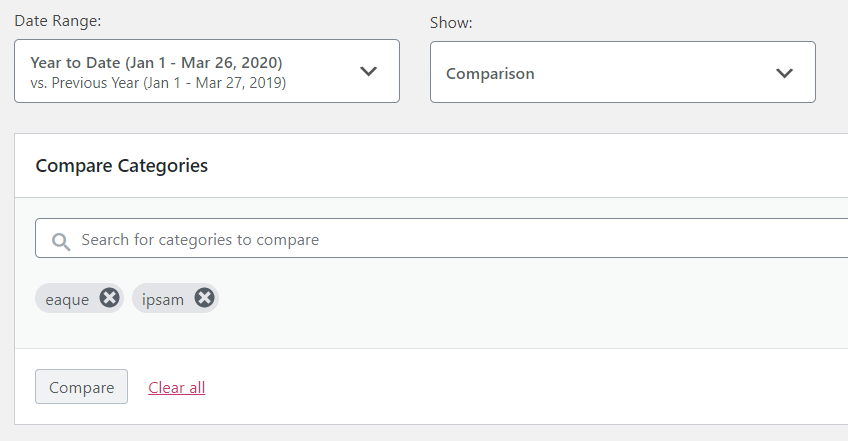 Date Range:
Show:
Year to Date (Jan 1 - Mar 26, 2020)
vs. Previous Year (Jan 1 - Mar 27, 2019)
Comparison
Compare Categories
Search for categories to compare
eaque
ipsam
Compare
Clear all